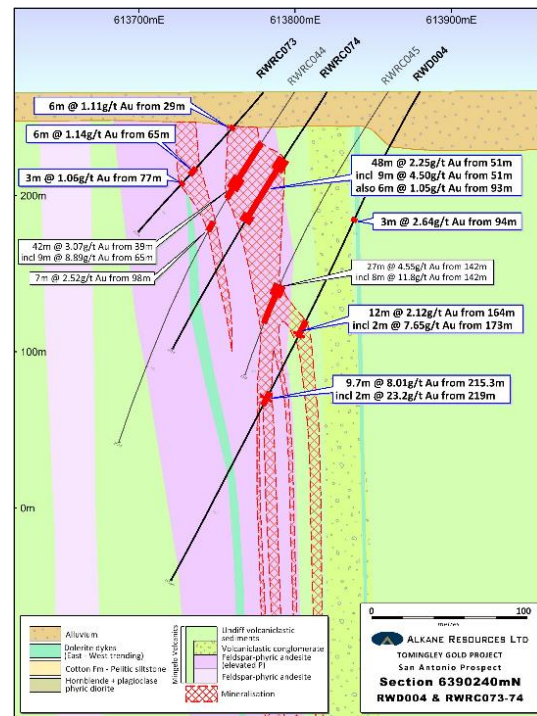 613700mE
613800mE
613900mE
RWRC073
RWRC044
RWRC074
RWRC045
RWD004
6m @ 1.11g/t Au from 29m
6m @ 1.14g/t Au from 65m
3m @ 1.06g/t Au from 77m
48m @ 2.25g/t Au from 51m
incl 9m @ 4.50g/t Au from 51m
also 6m @ 1.05g/t Au from 93m
200m
3m @ 2.64g/t Au from 94m
42m @ 3.07g/t Au from 39m
incl 9m @ 8.89g/t Au from 65m
7m @ 2.52g/t Au from 98m
27m @ 4.55g/t Au from 142m
incl 8m @ 11.8g/t Au from 142m
12m @ 2.12g/t Au from 164m
incl 2m @ 7.65g/t Au from 173m
100m
9.7m @ 8.01g/t Au from 215.3m
incl 2m @ 23.2g/t Au from 219m
0m
Alluvium
Dolerite dykes
(East - West trending)
Cotton Fm - Pelitic siltstone
Hornblende + plagioclase
phyric diorite
Mingelo Volcanics
Undiff volcaniclastic
sediments
Volcaniclastic conglomerate
Feldspar-phyric andesite
(elevated P)
Feldspar-phyric andesite
Mineralisation
0
100
metres
ALKANE RESOURCES LTD
TOMINGLEY GOLD PROJECT
San Antonio Prospect
Section 6390240mN
RWD004 & RWRC073-74